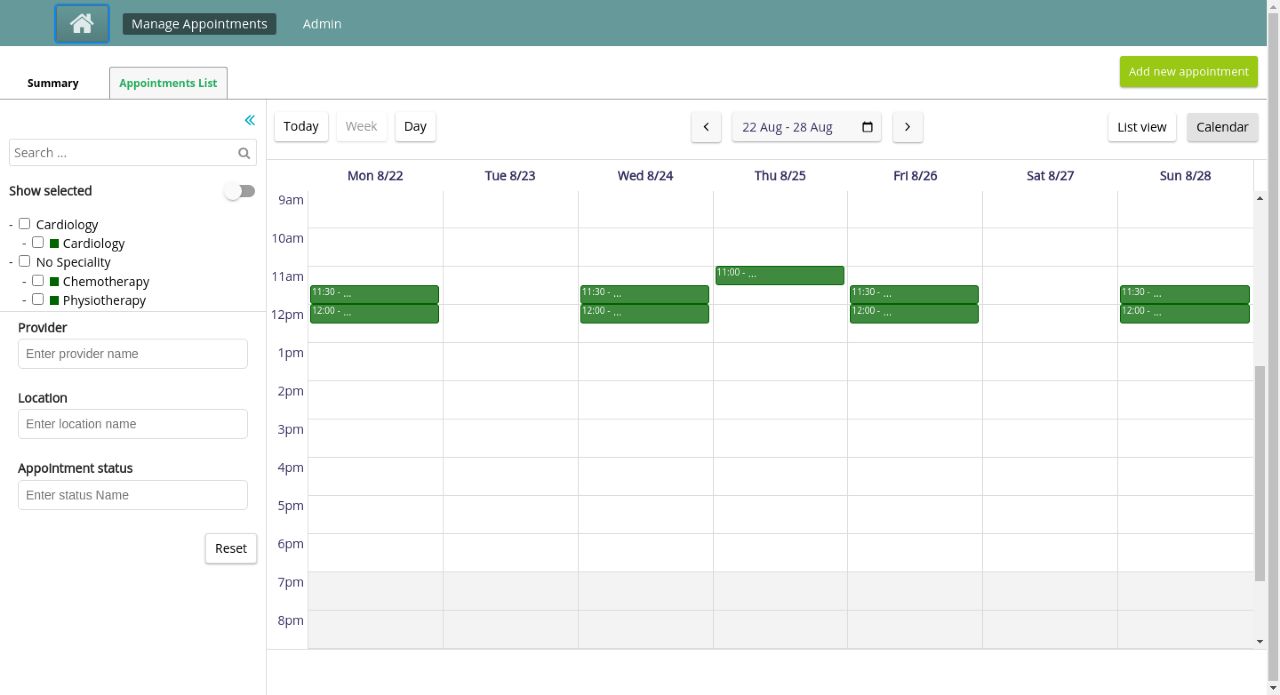 Manage Appointments Admin
Summary Appointments List Add new appointment
Today Week Day 22 Aug - 28 Aug List view Calendar
Search ...
Show selected
- Cardiology
- Cardiology
- No Speciality
- Chemotherapy
- Physiotherapy
Provider
Enter provider name
Location
Enter location name
Appointment status
Enter status Name
Reset
Mon 8/22 Tue 8/23 Wed 8/24 Thu 8/25 Fri 8/26 Sat 8/27 Sun 8/28
9am
10am
11am 11:00 - ...
11:30 - ... 11:30 - ... 11:30 - ... 11:30 - ...
12pm 12:00 - ... 12:00 - ... 12:00 - ... 12:00 - ...
1pm
2pm
3pm
4pm
5pm
6pm
7pm
8pm